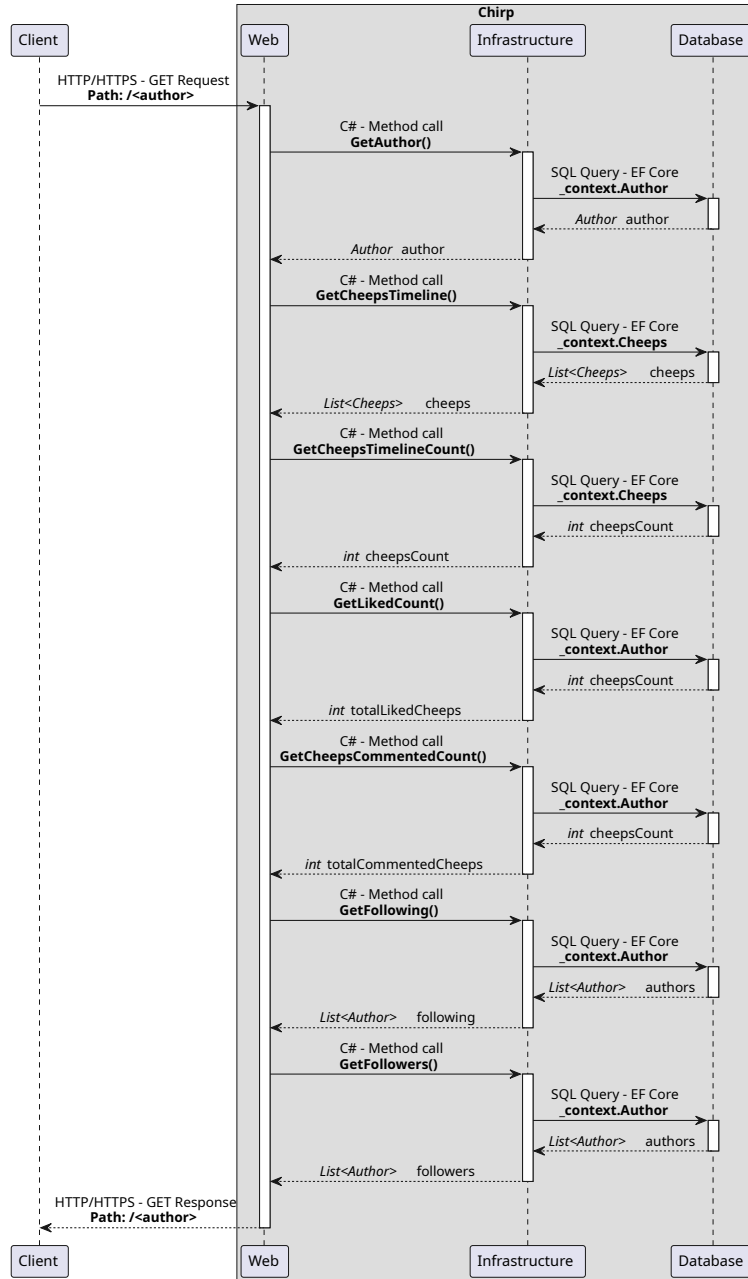 Chirp
Client
Web
Infrastructure
Database
HTTP/HTTPS - GET Request
Path: /<author>
C# - Method call
GetAuthor()
SQL Query - EF Core
_context.Author
Author author
Author author
C# - Method call
GetCheepsTimeline()
SQL Query - EF Core
_context.Cheeps
List<Cheeps> cheeps
List<Cheeps> cheeps
C# - Method call
GetCheepsTimelineCount()
SQL Query - EF Core
_context.Cheeps
int cheepsCount
int cheepsCount
C# - Method call
GetLikedCount()
SQL Query - EF Core
_context.Author
int cheepsCount
int totalLikedCheeps
C# - Method call
GetCheepsCommentedCount()
SQL Query - EF Core
_context.Author
int cheepsCount
int totalCommentedCheeps
C# - Method call
GetFollowing()
SQL Query - EF Core
_context.Author
List<Author> authors
List<Author> following
C# - Method call
GetFollowers()
SQL Query - EF Core
_context.Author
List<Author> authors
List<Author> followers
HTTP/HTTPS - GET Response
Path: /<author>
Client
Web
Infrastructure
Database